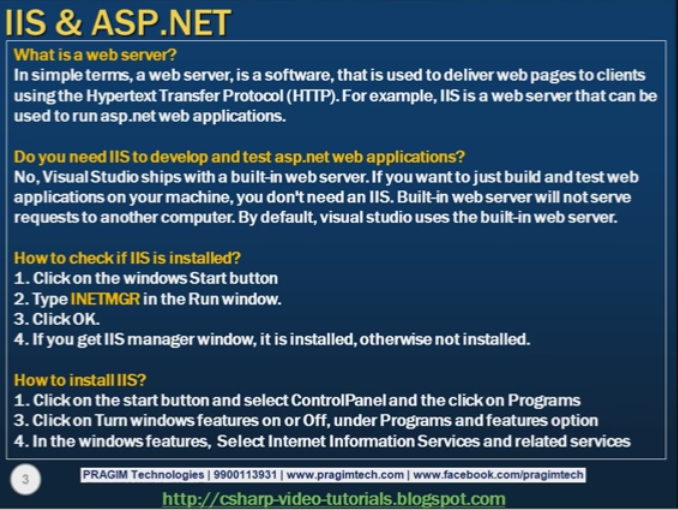 IIS & ASP.NET
What is a web server?
In simple terms, a web server, is a software, that is used to deliver web pages to clients
using the Hypertext Transfer Protocol (HTTP). For example, IIS is a web server that can be
used to run asp.net web applications.
Do you need IIS to develop and test asp.net web applications?
No, Visual Studio ships with a built-in web server. If you want to just build and test web
applications on your machine, you don't need an IIS. Built-in web server will not serve
requests to another computer. By default, visual studio uses the built-in web server.
How to check if IIS is installed?
1. Click on the windows Start button
2. Type INETMGR in the Run window.
3. Click OK.
4. If you get IIS manager window, it is installed, otherwise not installed.
How to install IIS?
1. Click on the start button and select ControlPanel and the click on Programs
3. Click on Turn windows features on or Off, under Programs and features option
4. In the windows features, Select Internet Information Services and related services
3
PRAGIM Technologies | 9900113931 | www.pragimtech.com | www.facebook.com/pragimtech
http://csharp-video-tutorials.blogspot.com